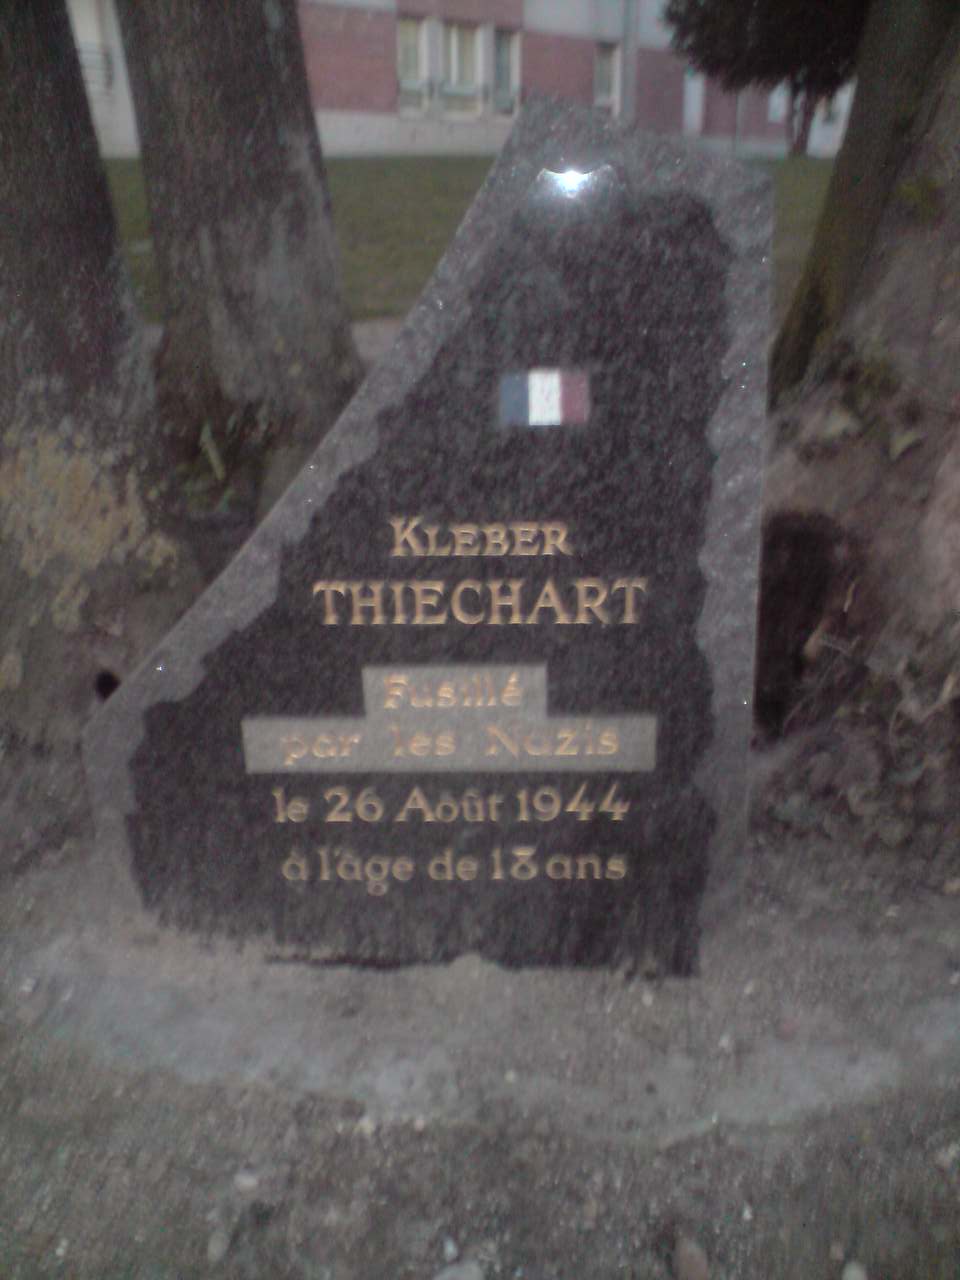 KLEBER
THIECHART
Fusillé
par les Nazis
le 26 Août 1944
à l'âge de 18 ans